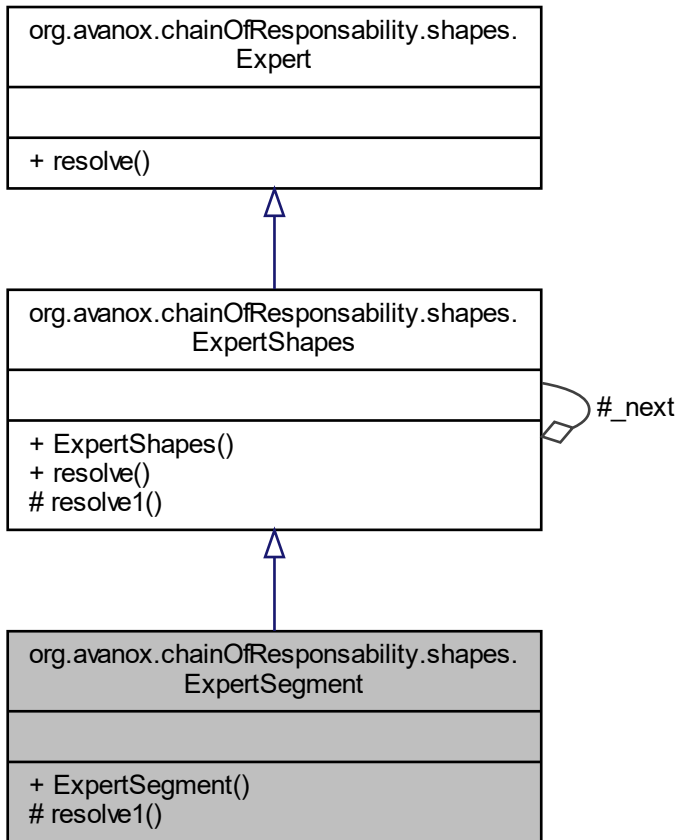 org.avanox.chainOfResponsability.shapes.
Expert
+ resolve()
org.avanox.chainOfResponsability.shapes.
ExpertShapes
#_next
+ ExpertShapes()
+ resolve()
# resolve1()
org.avanox.chainOfResponsability.shapes.
ExpertSegment
+ ExpertSegment()
# resolve1()